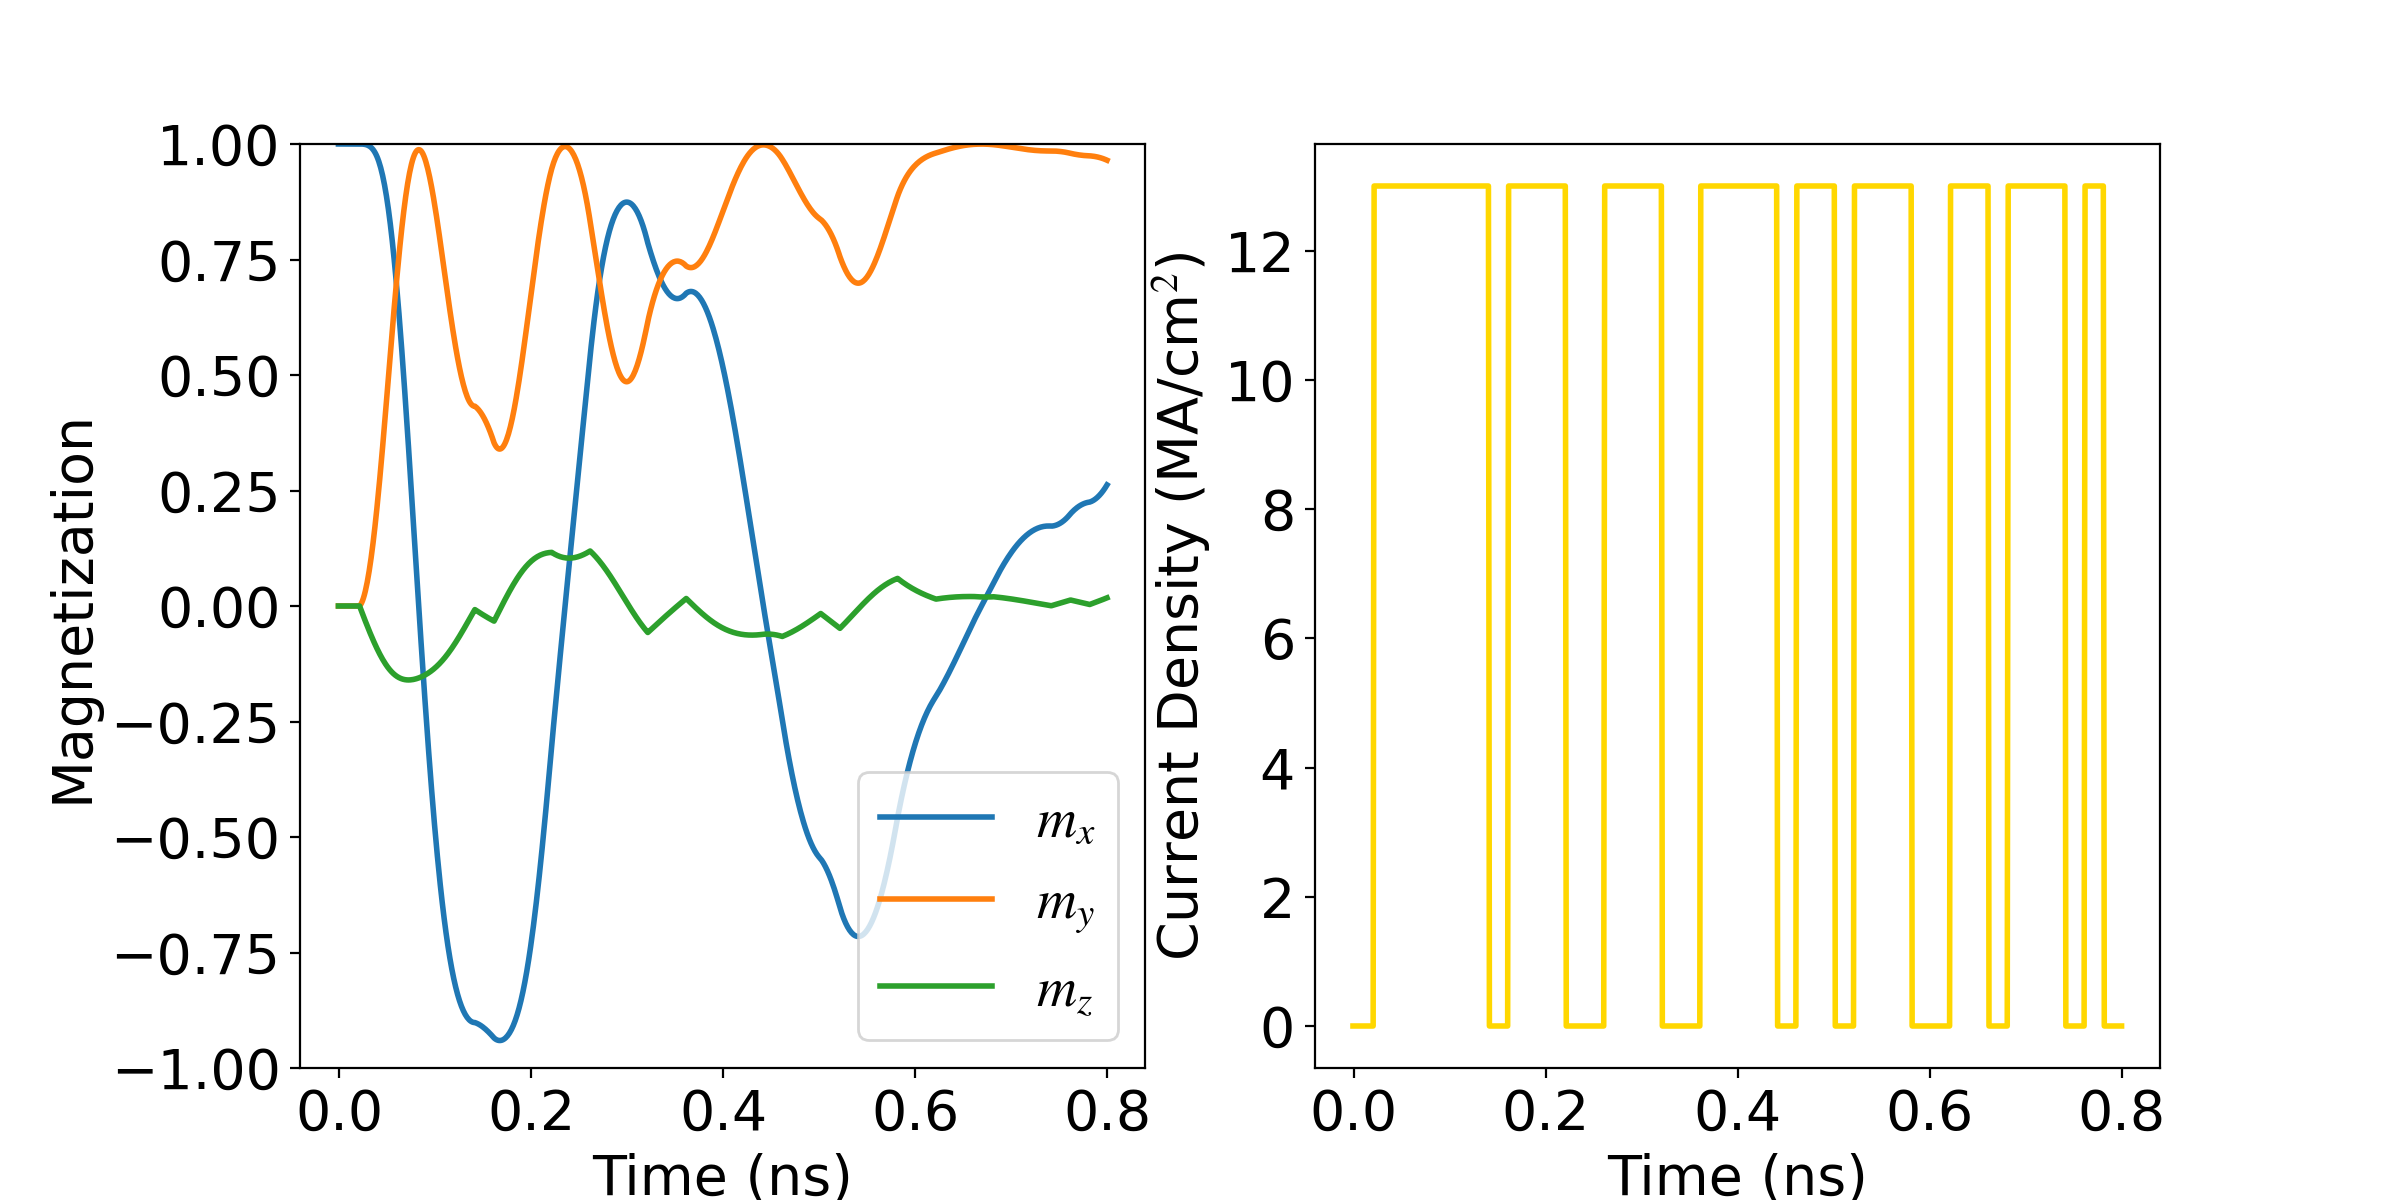 Magnetization
1.00
0.75
0.50
0.25
0.00
−0.25
−0.50
−0.75
−1.00
0.0 0.2 0.4 0.6 0.8
Time (ns)
m_x
m_y
m_z
Current Density (MA/cm²)
12
10
8
6
4
2
0
0.0 0.2 0.4 0.6 0.8
Time (ns)